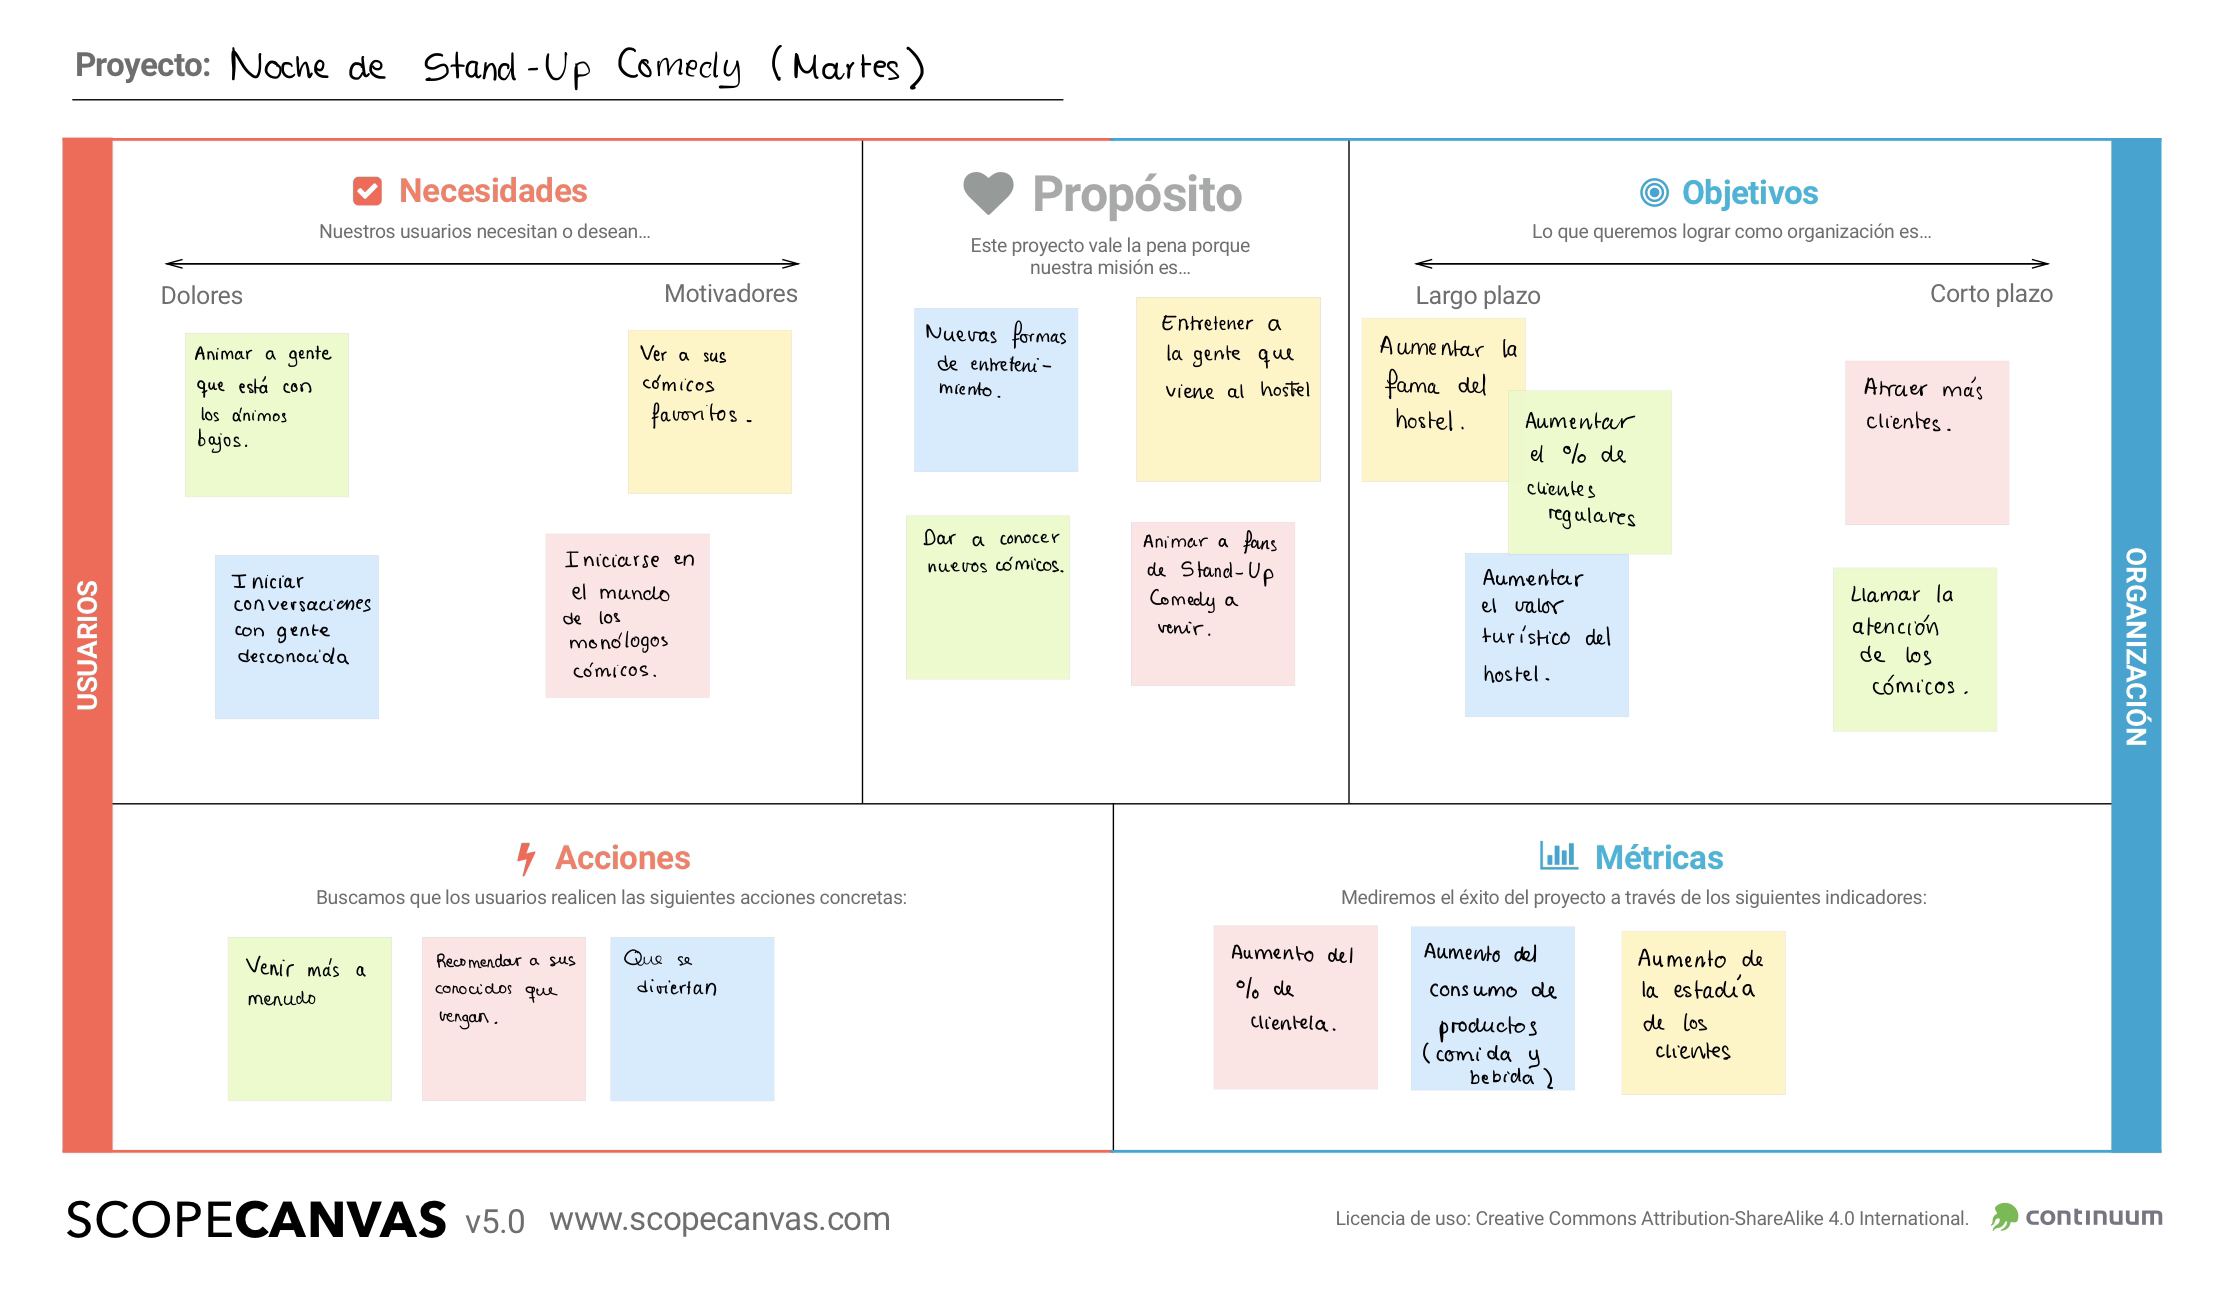 Proyecto: Noche de Stand-Up Comedy (Martes)
USUARIOS
Necesidades
Nuestros usuarios necesitan o desean...
Dolores
Motivadores
Animar a gente
que está con
los ánimos
bajos.
Ver a sus
cómicos
favoritos.
Iniciar
conversaciones
con gente
desconocida
Iniciarse en
el mundo
de los
monólogos
cómicos.
Propósito
Este proyecto vale la pena porque
nuestra misión es...
Nuevas formas
de entreteni-
miento.
Entretener a
la gente que
viene al hostel
Dar a conocer
nuevos cómicos.
Animar a fans
de Stand-Up
Comedy a
venir.
Objetivos
Lo que queremos lograr como organización es...
Largo plazo
Corto plazo
Aumentar la
fama del
hostel.
Aumentar
el % de
clientes
regulares
Aumentar
el valor
turístico del
hostel.
Atraer más
clientes.
Llamar la
atención
de los
cómicos.
ORGANIZACIÓN
Acciones
Buscamos que los usuarios realicen las siguientes acciones concretas:
Venir más a
menudo
Recomendar a sus
conocidos que
vengan.
Que se
diviertan
Métricas
Mediremos el éxito del proyecto a través de los siguientes indicadores:
Aumento del
% de
clientela.
Aumento del
consumo de
productos
(comida y
bebida)
Aumento de
la estadía
de los
clientes
SCOPECANVAS v5.0 www.scopecanvas.com
Licencia de uso: Creative Commons Attribution-ShareAlike 4.0 International.
continuum